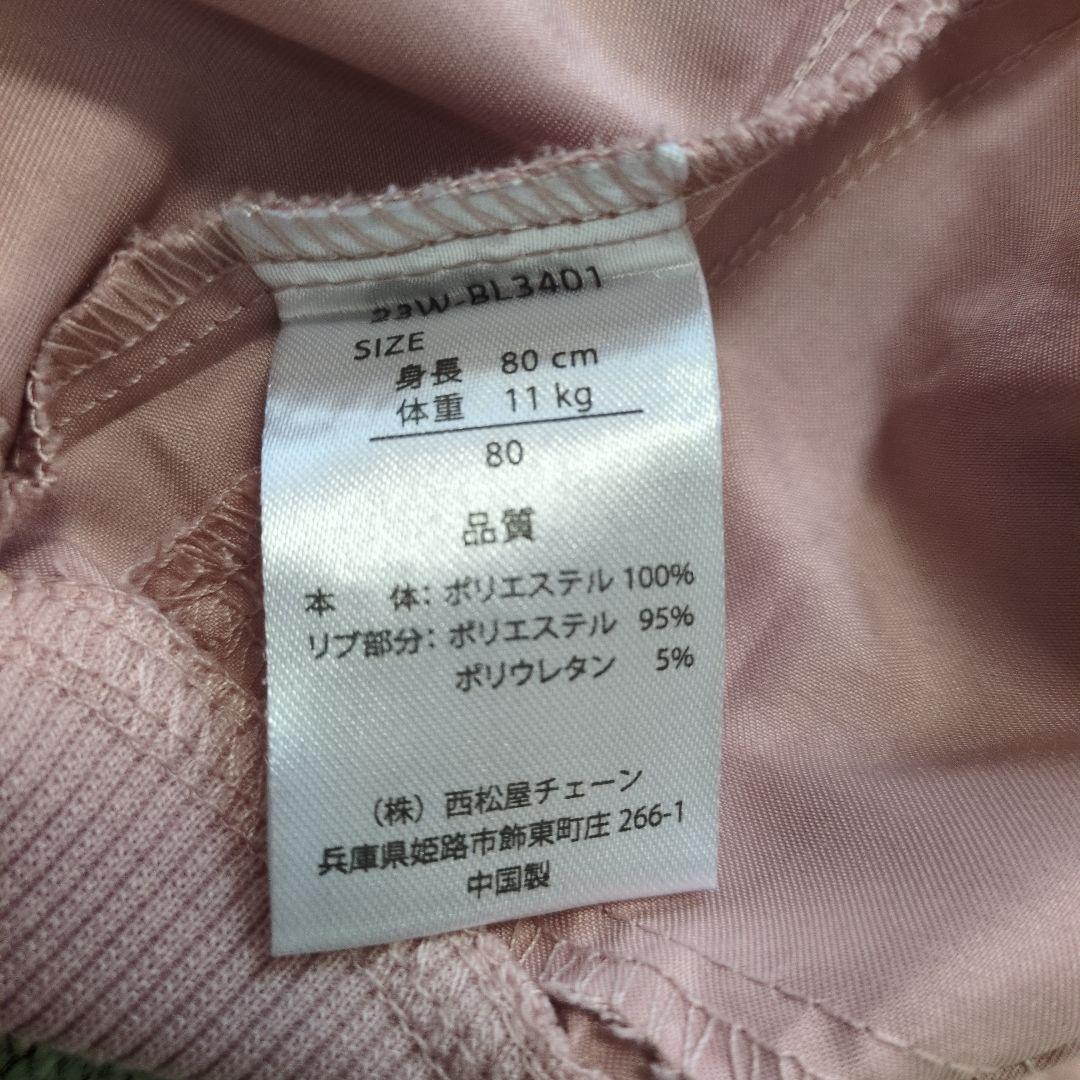 23W-BL3401
SIZE
身長 80 cm
体重 11 kg
80
品質
本 体: ポリエステル 100%
リブ部分: ポリエステル 95%
ポリウレタン 5%
(株) 西松屋チェーン
兵庫県姫路市飾東町庄 266-1
中国製